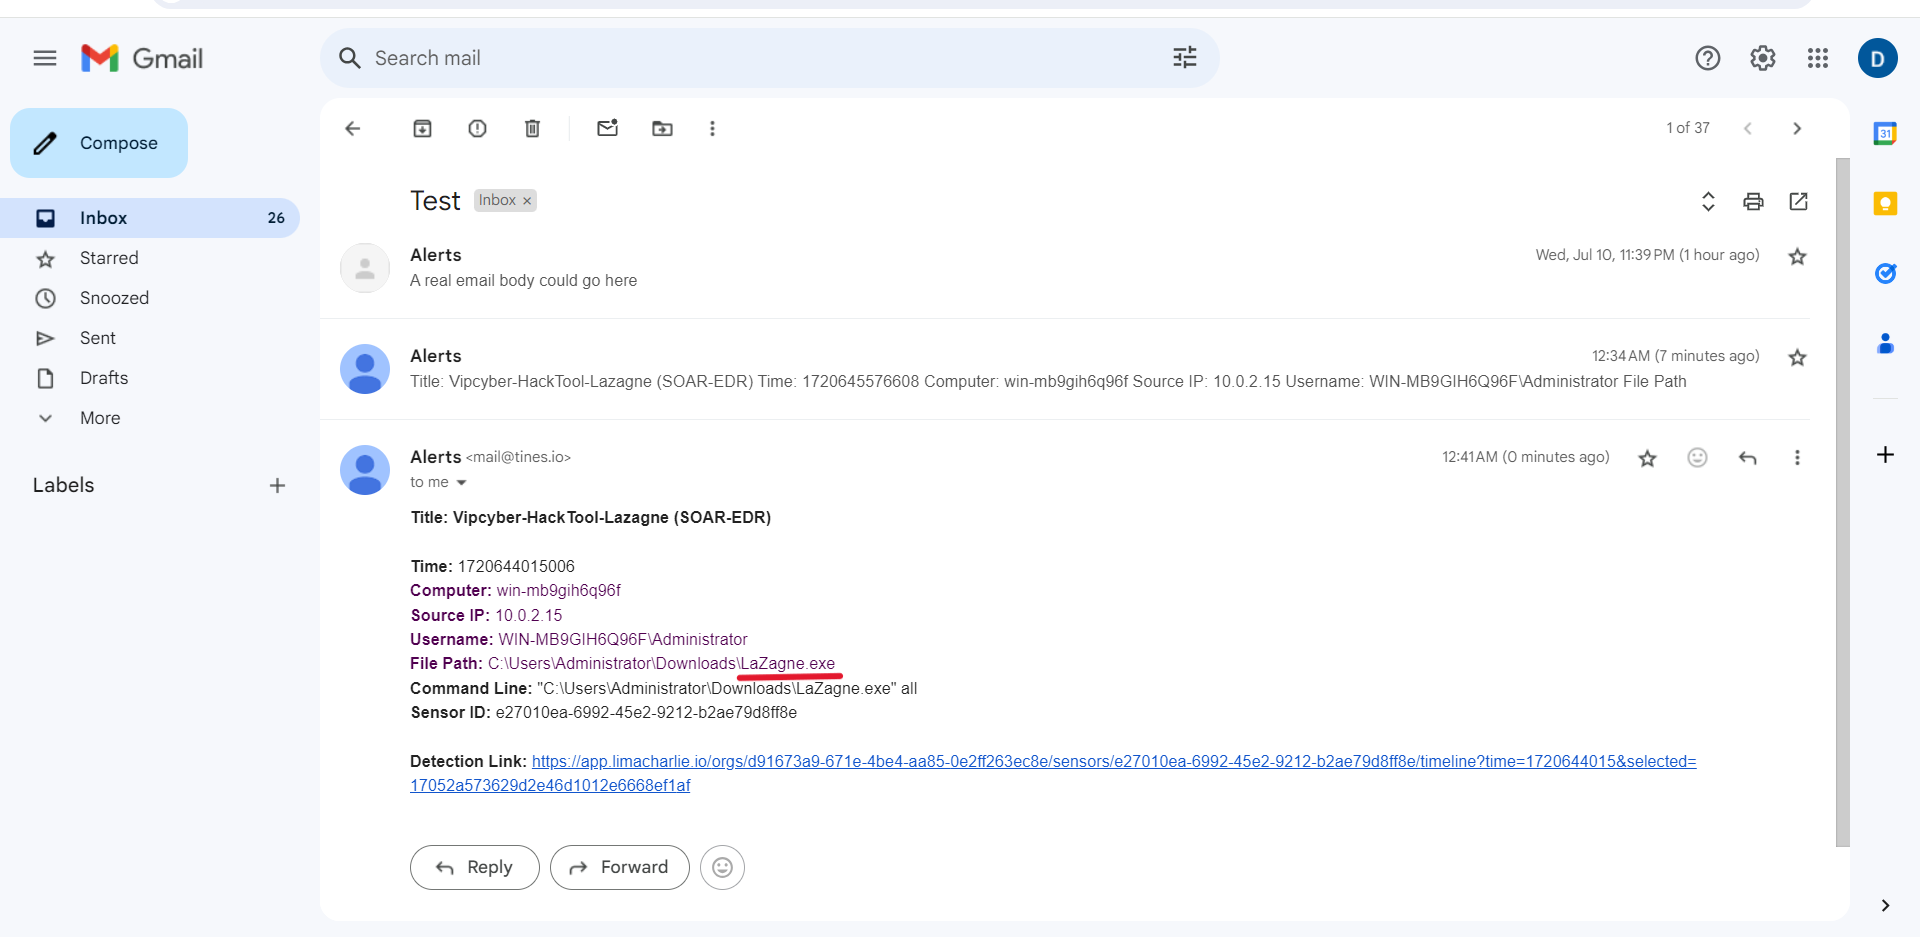 Gmail
Search mail
D
Compose
1 of 37
31
Inbox 26
Starred
Snoozed
Sent
Drafts
More
Labels
Test Inbox ×
Alerts Wed, Jul 10, 11:39 PM (1 hour ago)
A real email body could go here
Alerts 12:34 AM (7 minutes ago)
Title: Vipcyber-HackTool-Lazagne (SOAR-EDR) Time: 1720645576608 Computer: win-mb9gih6q96f Source IP: 10.0.2.15 Username: WIN-MB9GIH6Q96F\Administrator File Path
Alerts <mail@tines.io> 12:41 AM (0 minutes ago)
to me
Title: Vipcyber-HackTool-Lazagne (SOAR-EDR)
Time: 1720644015006
Computer: win-mb9gih6q96f
Source IP: 10.0.2.15
Username: WIN-MB9GIH6Q96F\Administrator
File Path: C:\Users\Administrator\Downloads\LaZagne.exe
Command Line: "C:\Users\Administrator\Downloads\LaZagne.exe" all
Sensor ID: e27010ea-6992-45e2-9212-b2ae79d8ff8e
Detection Link: https://app.limacharlie.io/orgs/d91673a9-671e-4be4-aa85-0e2ff263ec8e/sensors/e27010ea-6992-45e2-9212-b2ae79d8ff8e/timeline?time=1720644015&selected=
17052a573629d2e46d1012e6668ef1af
Reply Forward